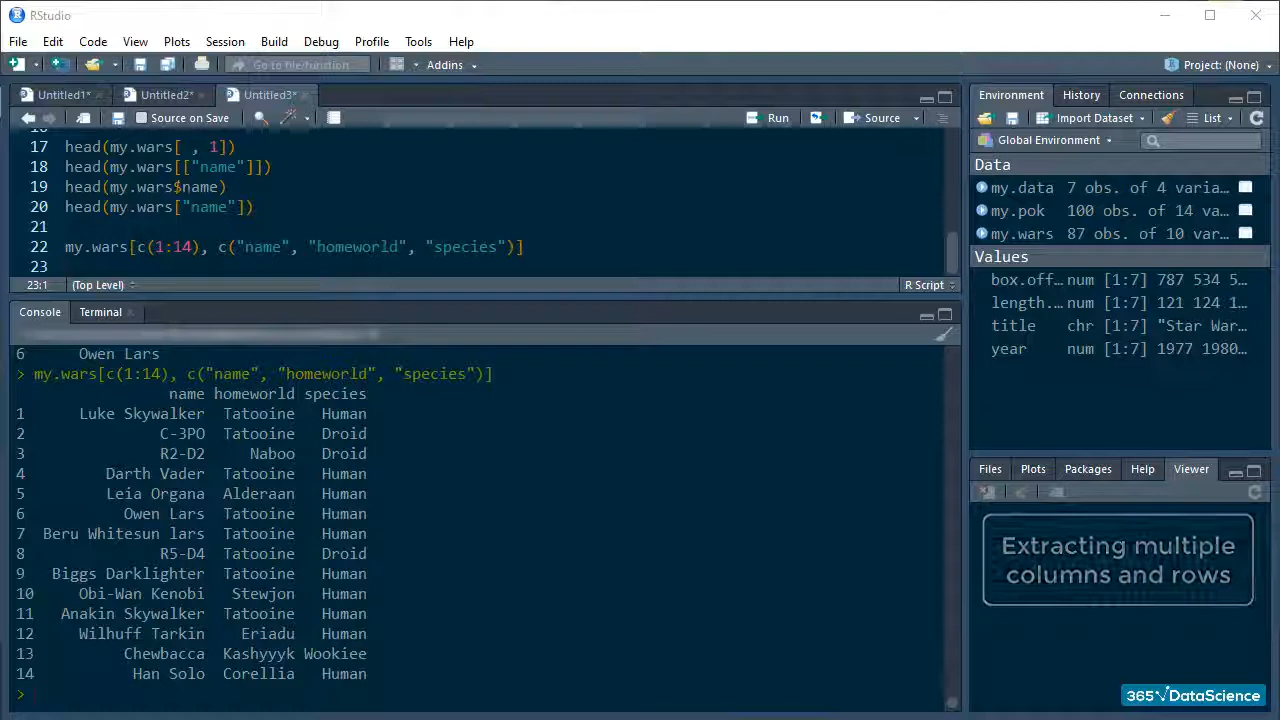 RStudio
File Edit Code View Plots Session Build Debug Profile Tools Help
Go to file/function Addins Project: (None)
Untitled1* Untitled2* Untitled3*
Source on Save Run Source
17 head(my.wars[ , 1])
18 head(my.wars[["name"]])
19 head(my.wars$name)
20 head(my.wars["name"])
21
22 my.wars[c(1:14), c("name", "homeworld", "species")]
23
23:1 (Top Level) R Script
Console Terminal
6 Owen Lars
> my.wars[c(1:14), c("name", "homeworld", "species")]
name homeworld species
1 Luke Skywalker Tatooine Human
2 C-3PO Tatooine Droid
3 R2-D2 Naboo Droid
4 Darth Vader Tatooine Human
5 Leia Organa Alderaan Human
6 Owen Lars Tatooine Human
7 Beru Whitesun lars Tatooine Human
8 R5-D4 Tatooine Droid
9 Biggs Darklighter Tatooine Human
10 Obi-Wan Kenobi Stewjon Human
11 Anakin Skywalker Tatooine Human
12 Wilhuff Tarkin Eriadu Human
13 Chewbacca Kashyyyk Wookiee
14 Han Solo Corellia Human
>
Environment History Connections
Import Dataset List
Global Environment
Data
my.data 7 obs. of 4 varia...
my.pok 100 obs. of 14 va...
my.wars 87 obs. of 10 var...
Values
box.off... num [1:7] 787 534 5...
length.... num [1:7] 121 124 1...
title chr [1:7] "Star War...
year num [1:7] 1977 1980...
Files Plots Packages Help Viewer
Extracting multiple
columns and rows
365 DataScience